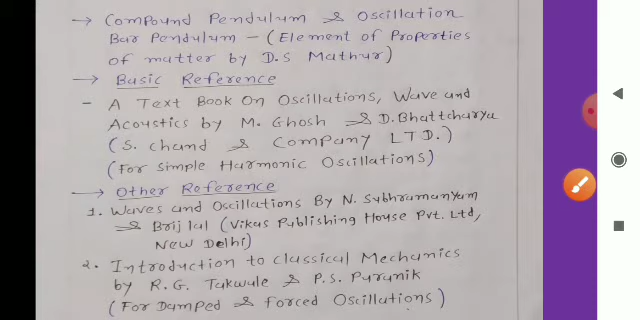 → Compound Pendulum & Oscillation
Bar Pendulum – (Element of Properties
of matter by D.S Mathur)
→ Basic Reference
- A Text Book On Oscillations, Wave and
Acoustics by M. Ghosh & D. Bhattcharya
(S. Chand & Company LTD.)
(For Simple Harmonic Oscillations)
→ Other Reference
1. Waves and Oscillations By N. Subhramanyam
& Brij lal (Vikas Publishing House Pvt. Ltd,
New Delhi)
2. Introduction to Classical Mechanics
by R. G. Takwale & P.S. Puranik
(For Damped & Forced Oscillations)